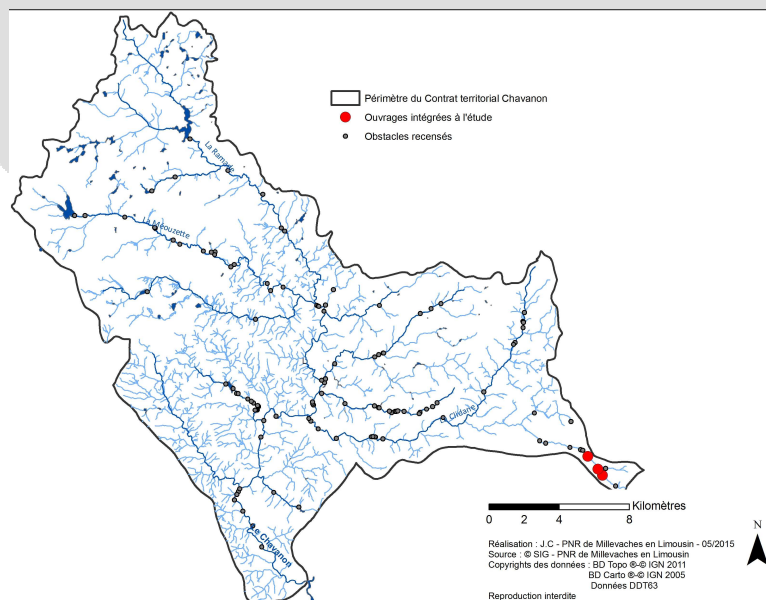 Périmètre du Contrat territorial Chavanon
Ouvrages intégrées à l'étude
Obstacles recensés
La Ramade
La Méouzette
Le Chavanon
Kilomètres
0 2 4 8
N
Réalisation : J.C - PNR de Millevaches en Limousin - 05/2015
Source : © SIG - PNR de Millevaches en Limousin
Copyrights des données : BD Topo ®-© IGN 2011
BD Carto ®-© IGN 2005
Données DDT63
Reproduction interdite